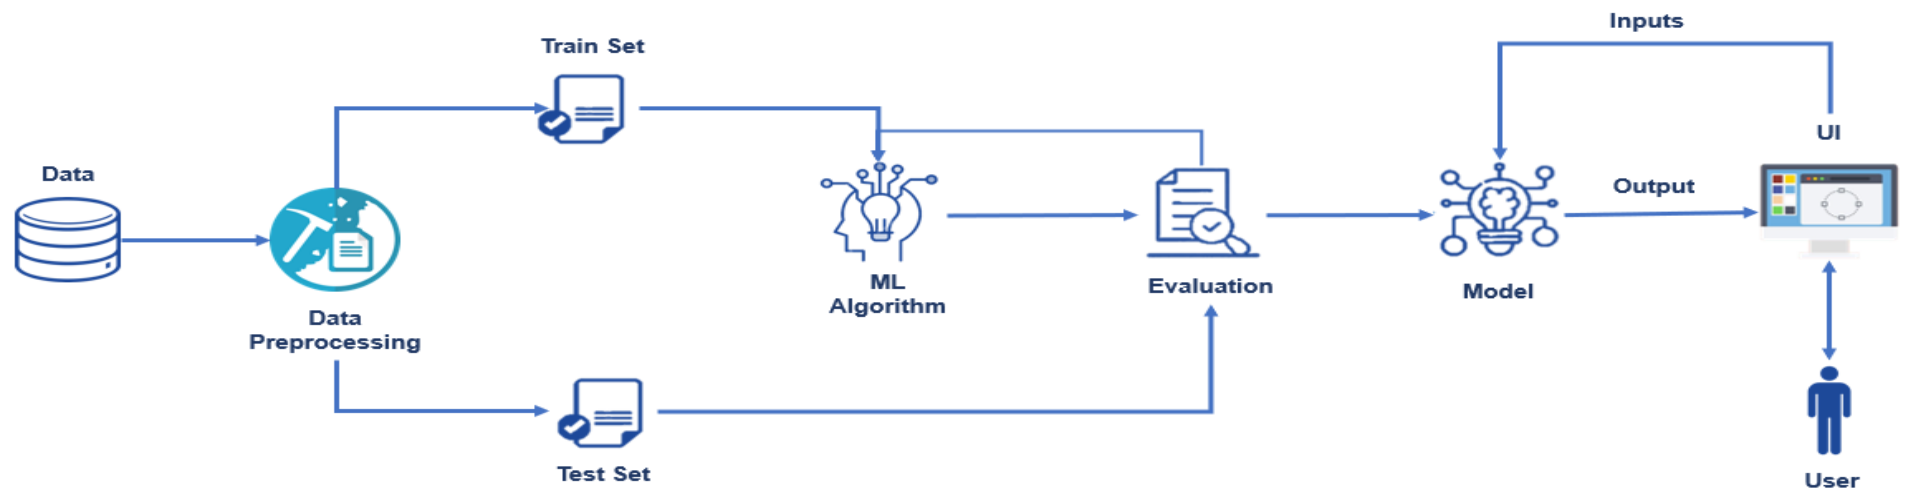 Data
Data
Preprocessing
Train Set
Test Set
ML
Algorithm
Evaluation
Model
Inputs
Output
UI
User